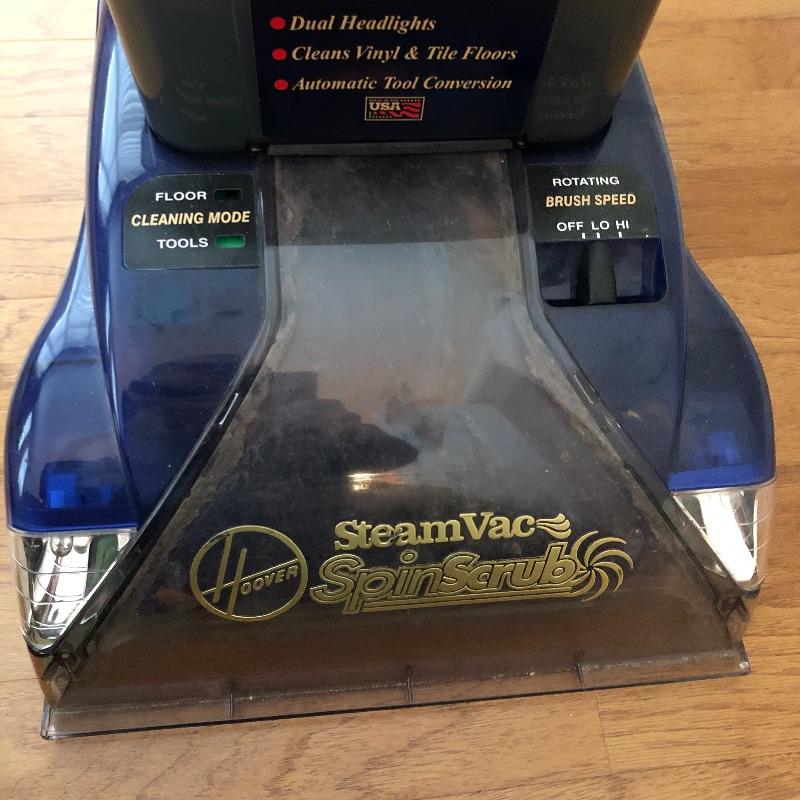 Dual Headlights
Cleans Vinyl & Tile Floors
Automatic Tool Conversion
USA
FLOOR
CLEANING MODE
TOOLS
ROTATING
BRUSH SPEED
OFF LO HI
SteamVac
HOOVER
SpinScrub